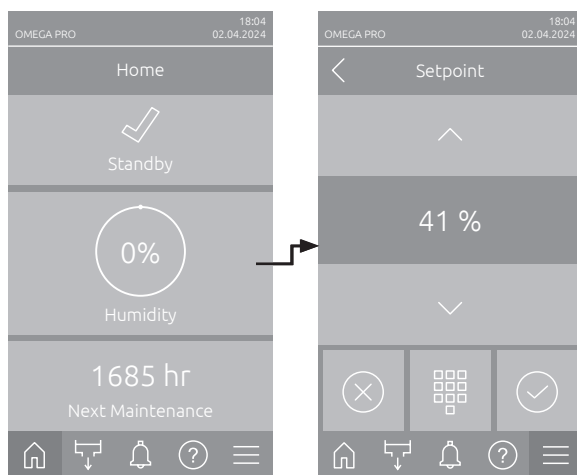 18:04
OMEGA PRO 02.04.2024
Home
Standby
0%
Humidity
1685 hr
Next Maintenance
?
18:04
OMEGA PRO 02.04.2024
Setpoint
41 %
?